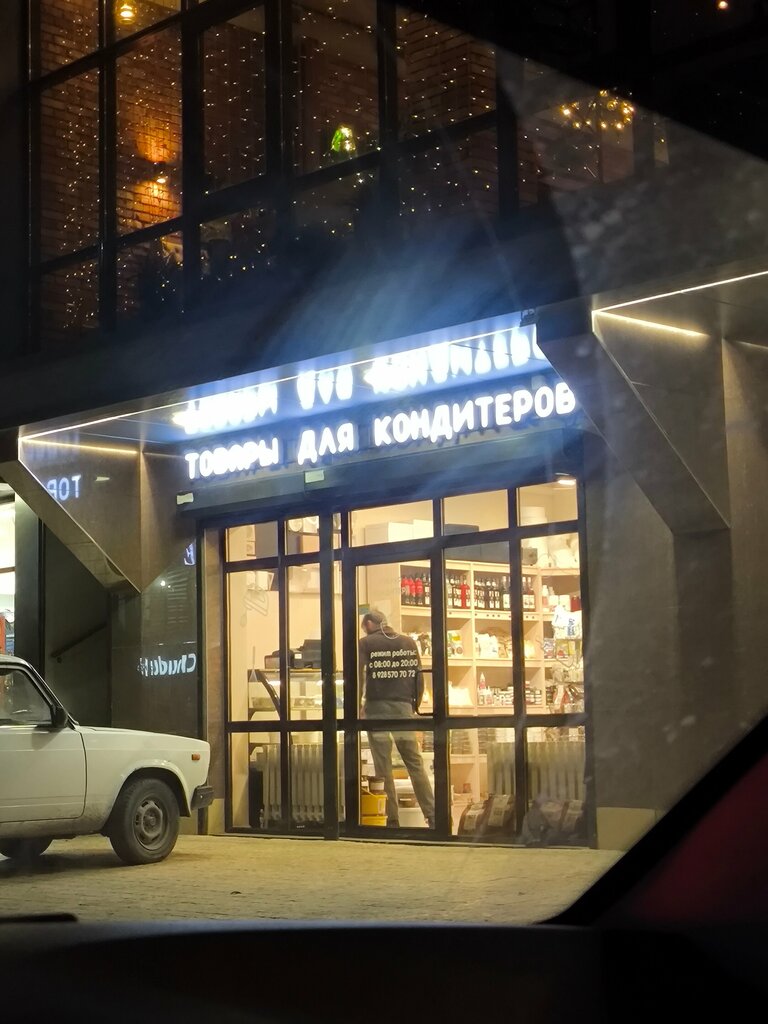 ТОВАРЫ ДЛЯ КОНДИТЕРОВ
режим работы:
с 08:00 до 20:00
8 928 570 70 72